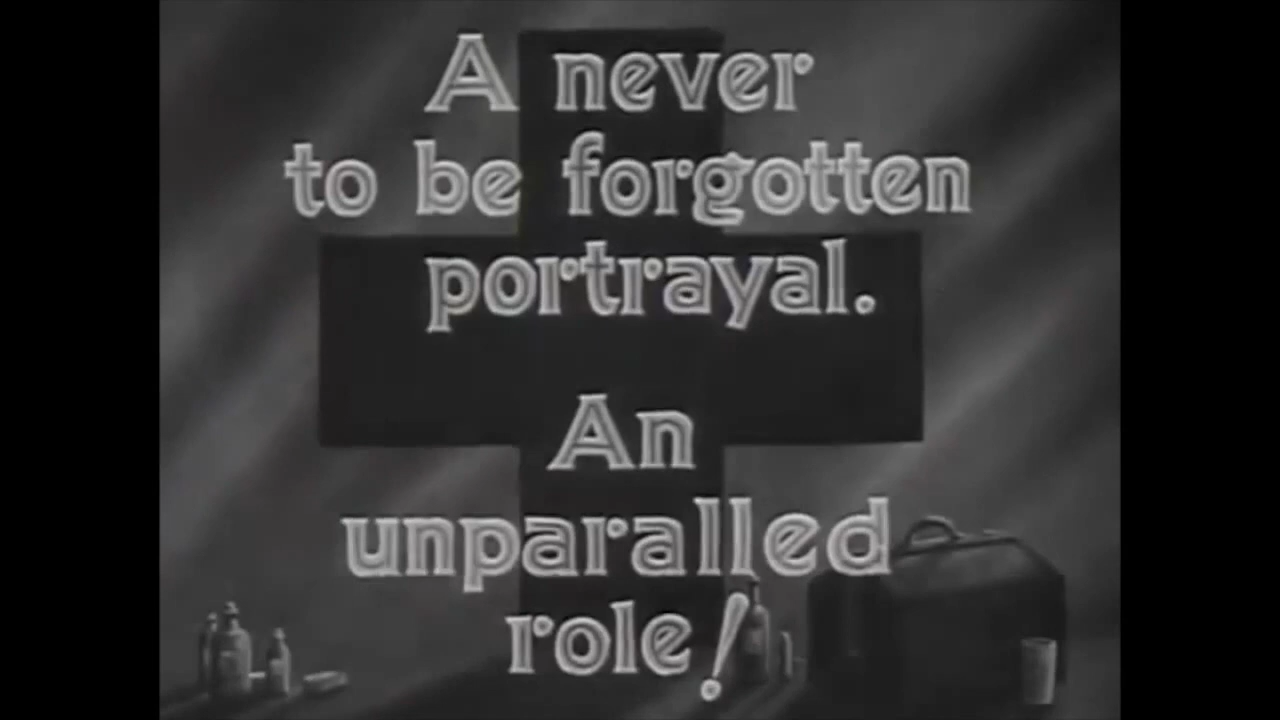 A never
to be forgotten
portrayal.
An
unparalled
role!